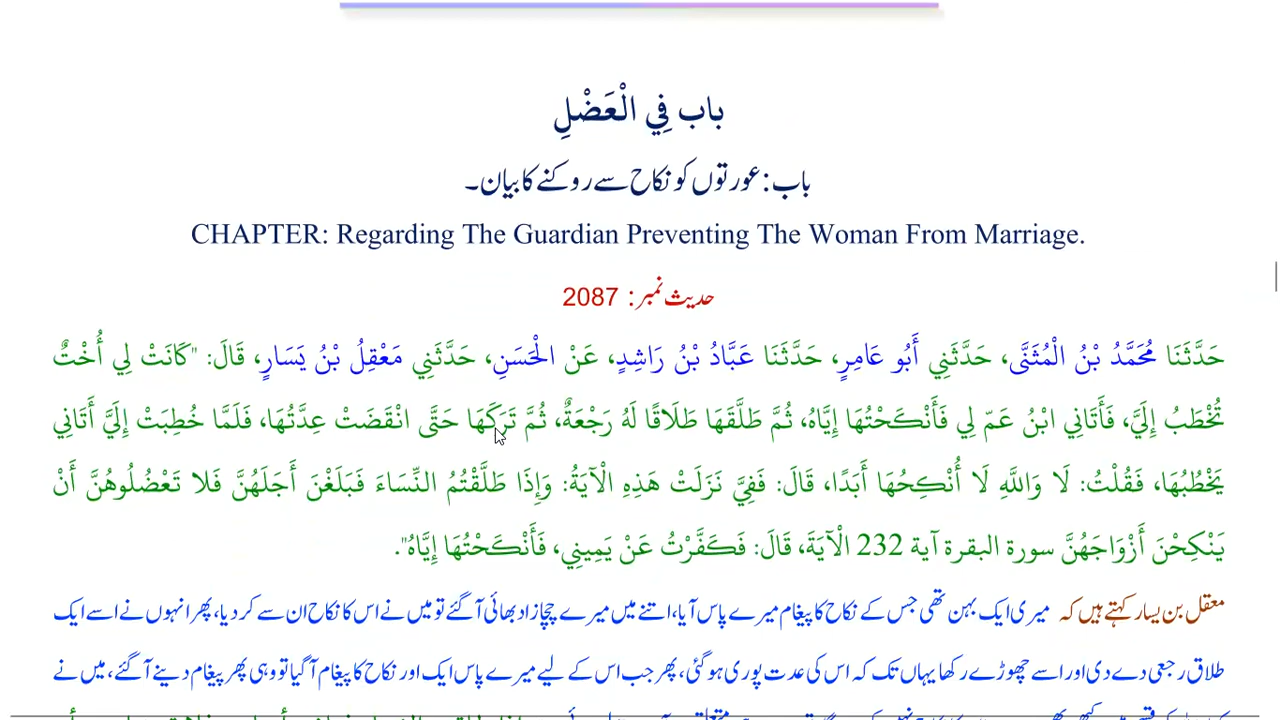 باب فِي الْعَضْلِ
باب: عورتوں کو نکاح سے روکنے کا بیان۔
CHAPTER: Regarding The Guardian Preventing The Woman From Marriage.
حدیث نمبر: 2087
حَدَّثَنَا مُحَمَّدُ بْنُ الْمُثَنَّى، حَدَّثَنِي أَبُو عَامِرٍ، حَدَّثَنَا عَبَّادُ بْنُ رَاشِدٍ، عَنْ الْحَسَنِ، حَدَّثَنِي مَعْقِلُ بْنُ يَسَارٍ، قَالَ: "كَانَتْ لِي أُخْتٌ
تُخْطَبُ إِلَيَّ، فَأَتَانِي ابْنُ عَمّ لِي فَأَنْكَحْتُهَا إِيَّاهُ، ثُمَّ طَلَّقَهَا طَلَاقًا لَهُ رَجْعَةٌ، ثُمَّ تَرَكَهَا حَتَّى انْقَضَتْ عِدَّتُهَا، فَلَمَّا خُطِبَتْ إِلَيَّ أَتَانِي
يَخْطُبُهَا، فَقُلْتُ: لَا وَاللَّهِ لَا أُنْكِحُهَا أَبَدًا، قَالَ: فَفِيَّ نَزَلَتْ هَذِهِ الْآيَةُ: وَإِذَا طَلَّقْتُمُ النِّسَاءَ فَبَلَغْنَ أَجَلَهُنَّ فَلا تَعْضُلُوهُنَّ أَنْ
يَنْكِحْنَ أَزْوَاجَهُنَّ سورة البقرة آية 232 الْآيَةَ، قَالَ: فَكَفَّرْتُ عَنْ يَمِينِي، فَأَنْكَحْتُهَا إِيَّاهُ".
معقل بن یسار کہتے ہیں کہ میری ایک بہن تھی جس کے نکاح کا پیغام میرے پاس آیا، اتنے میں میرے چچا زاد بھائی آ گئے تو میں نے اس کا نکاح ان سے کر دیا، پھر انہوں نے اسے ایک
طلاق رجعی دے دی اور اسے چھوڑے رکھا یہاں تک کہ اس کی عدت پوری ہو گئی، پھر جب اس کے لیے میرے پاس ایک اور نکاح کا پیغام آ گیا تو وہی پھر پیغام دینے آ گئے، میں نے